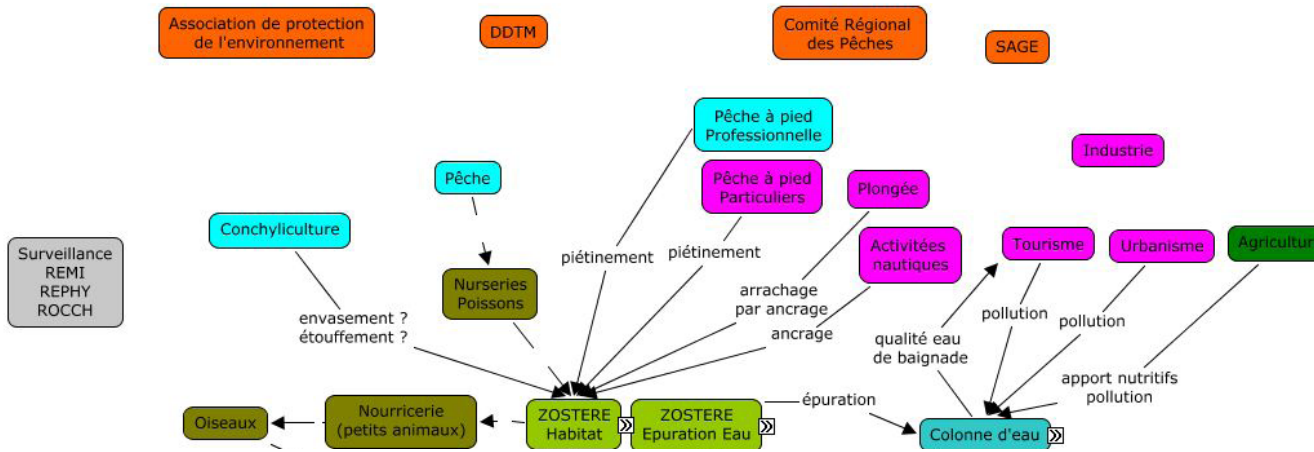 Association de protection
de l'environnement
DDTM
Comité Régional
des Pêches
SAGE
Pêche à pied
Professionnelle
Industrie
Pêche
Pêche á pied
Particuliers
Plongée
Conchyliculture
Surveillance
REMI
REPHY
ROCCH
piétinement
piétinement
Activitées
nautiques
Tourisme
Urbanisme
Agricultur
Nurseries
Poissons
arrachage
par ancrage
envasement ?
étouffement ?
ancrage
qualité eau
de baignade
pollution
pollution
apport nutritifs
pollution
Oiseaux
Nourricerie
(petits animaux)
ZOSTERE
Habitat
ZOSTERE
Epuration Eau
épuration
Colonne d'eau